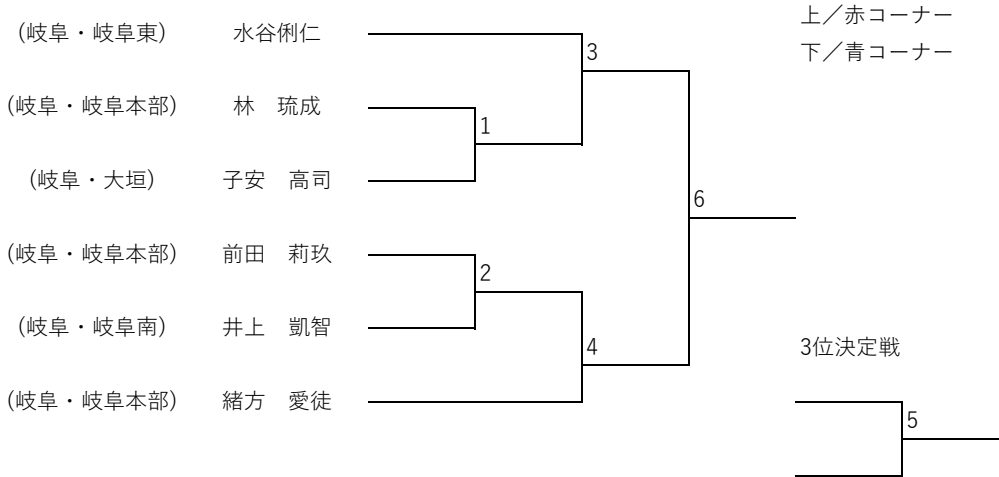 上／赤コーナー
(岐阜・岐阜東) 水谷俐仁
下／青コーナー
3
(岐阜・岐阜本部) 林　琉成
1
(岐阜・大垣) 子安　高司
6
(岐阜・岐阜本部) 前田　莉玖
2
(岐阜・岐阜南) 井上　凱智
4
3位決定戦
(岐阜・岐阜本部) 緒方　愛徒
5